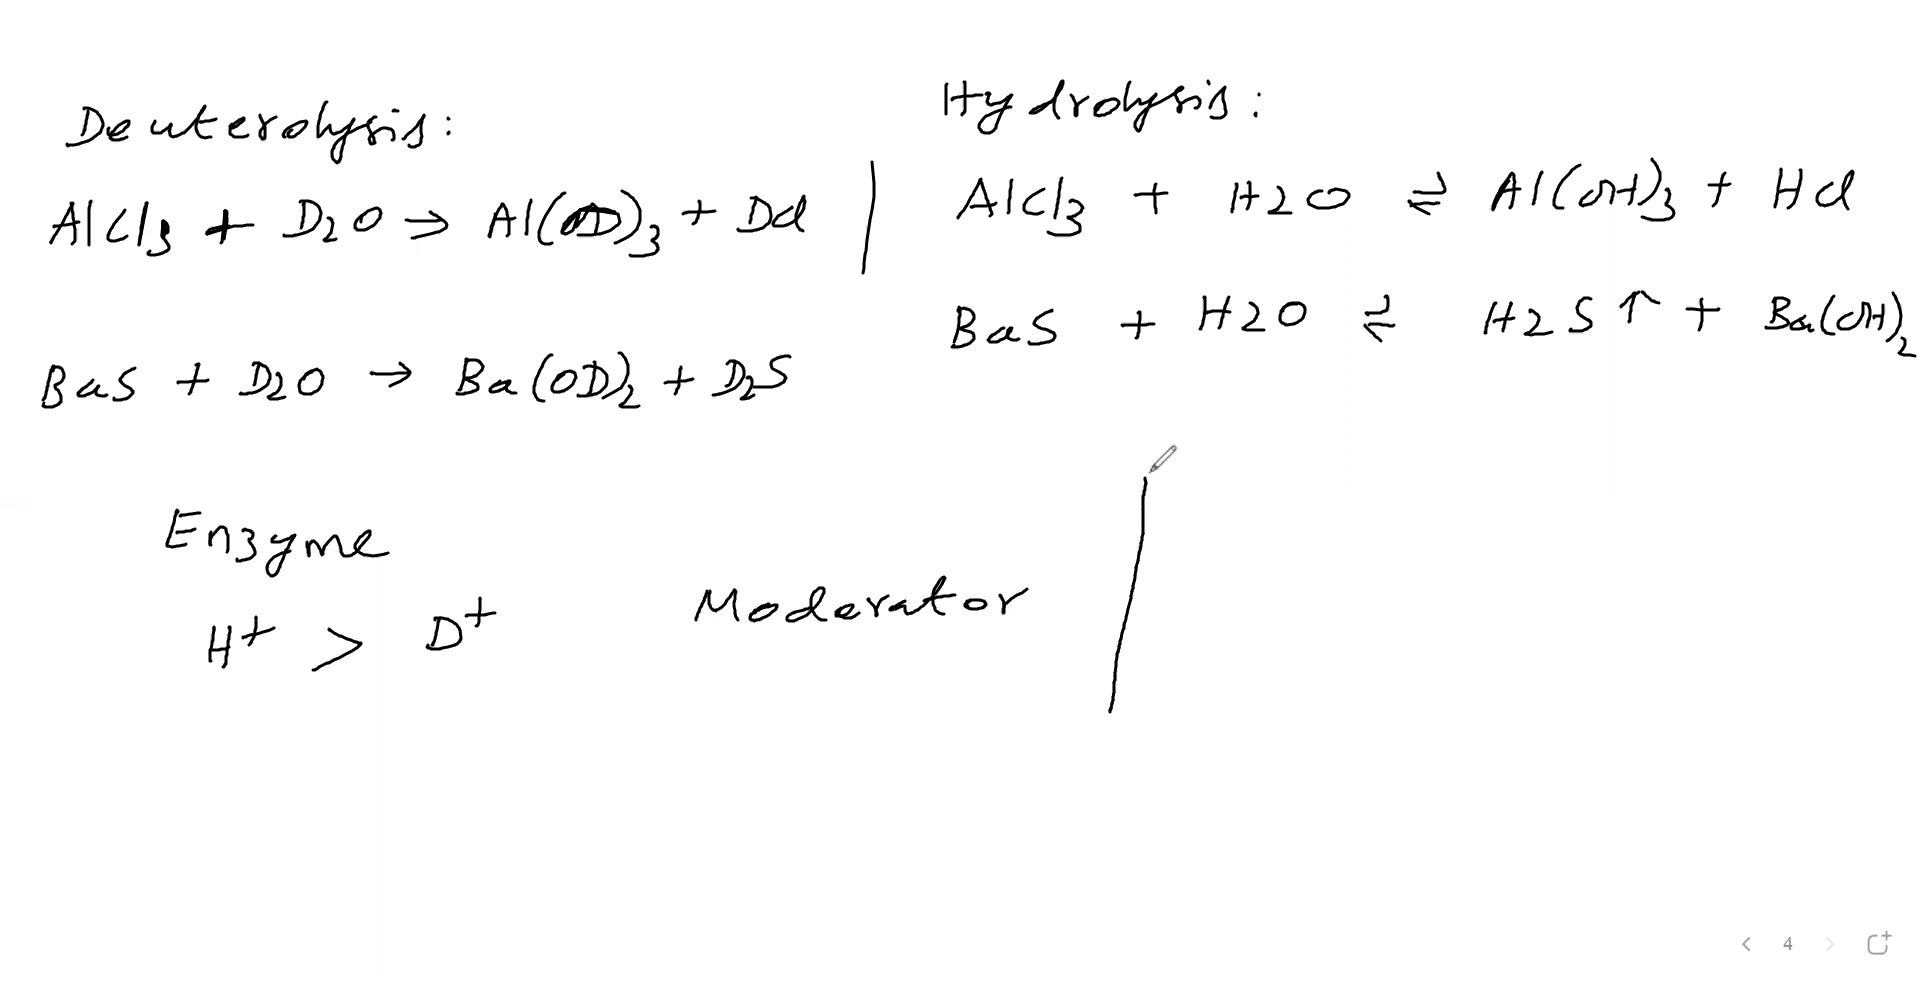 Deuterolysis:
AlCl3 + D2O → Al(OD)3 + DCl
BaS + D2O → Ba(OD)2 + D2S
Hydrolysis:
AlCl3 + H2O ⇌ Al(OH)3 + HCl
BaS + H2O ⇌ H2S ↑ + Ba(OH)2
Enzyme
H+ > D+
Moderator
4